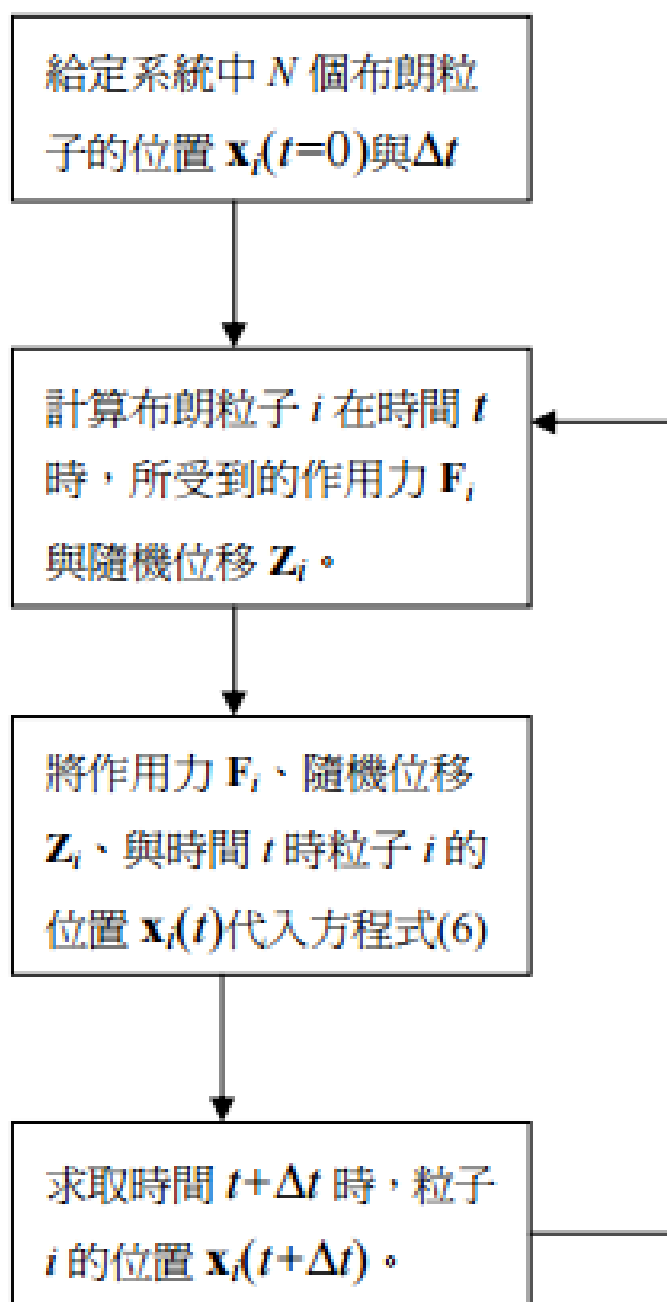 給定系統中 N 個布朗粒
子的位置 xᵢ(t=0)與Δt
計算布朗粒子 i 在時間 t
時,所受到的作用力 Fᵢ
與隨機位移 Zᵢ。
將作用力 Fᵢ、隨機位移
Zᵢ、與時間 t 時粒子 i 的
位置 xᵢ(t)代入方程式(6)
求取時間 t+Δt 時,粒子
i 的位置 xᵢ(t+Δt)。